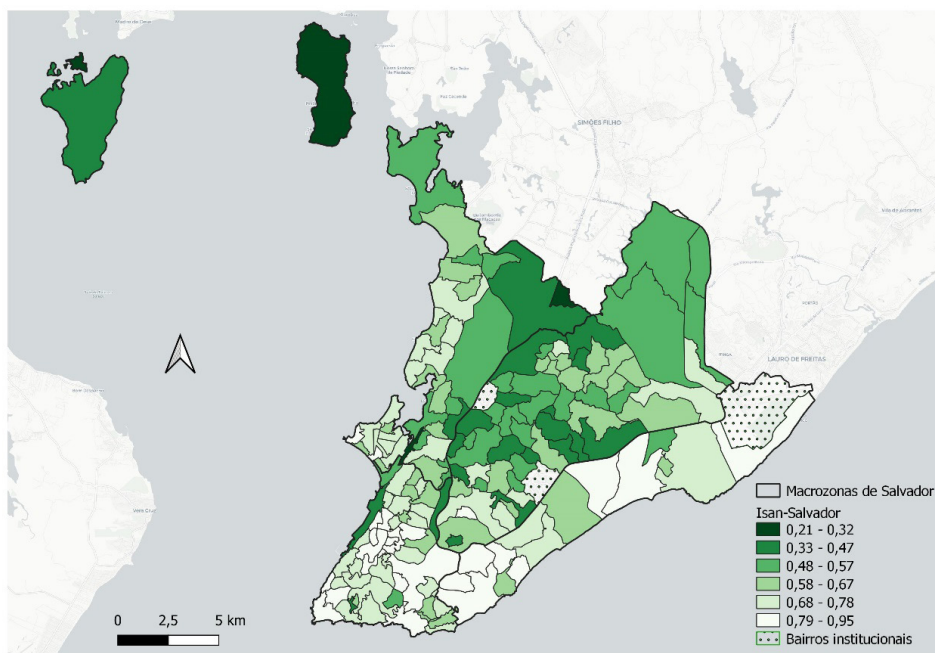 SIMÕES FILHO
LAURO DE FREITAS
Vera Cruz
0 2,5 5 km
Macrozonas de Salvador
Isan-Salvador
0,21 - 0,32
0,33 - 0,47
0,48 - 0,57
0,58 - 0,67
0,68 - 0,78
0,79 - 0,95
Bairros institucionais